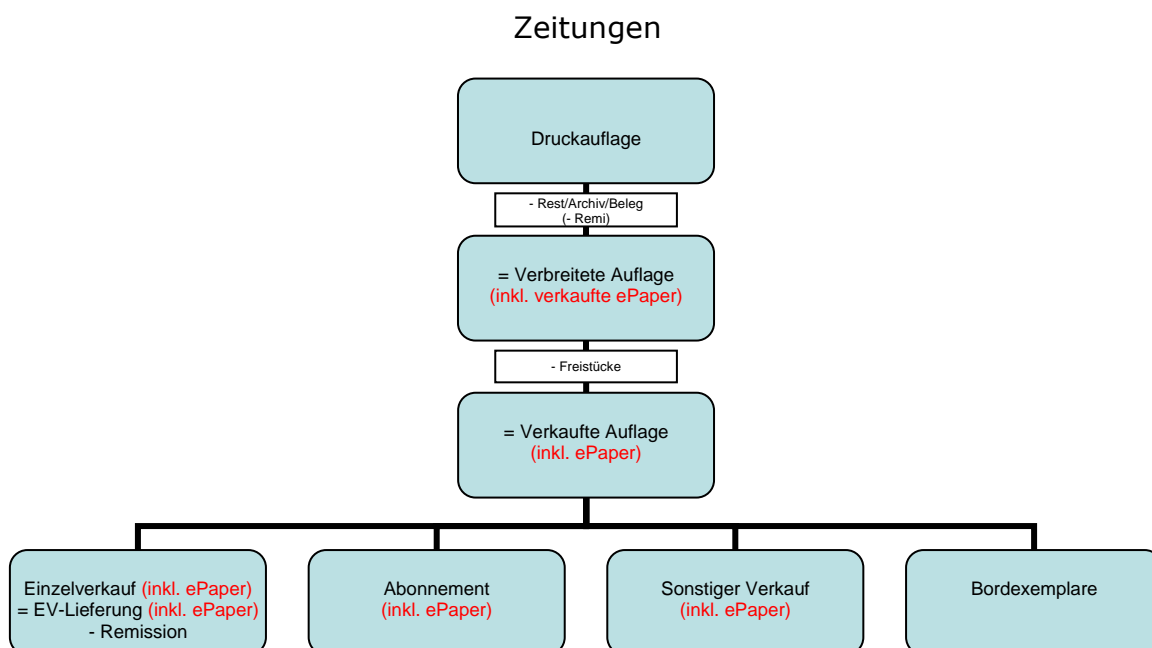 Zeitungen
Druckauflage
- Rest/Archiv/Beleg
(- Remi)
= Verbreitete Auflage
(inkl. verkaufte ePaper)
- Freistücke
= Verkaufte Auflage
(inkl. ePaper)
Einzelverkauf (inkl. ePaper)
= EV-Lieferung (inkl. ePaper)
- Remission
Abonnement
(inkl. ePaper)
Sonstiger Verkauf
(inkl. ePaper)
Bordexemplare